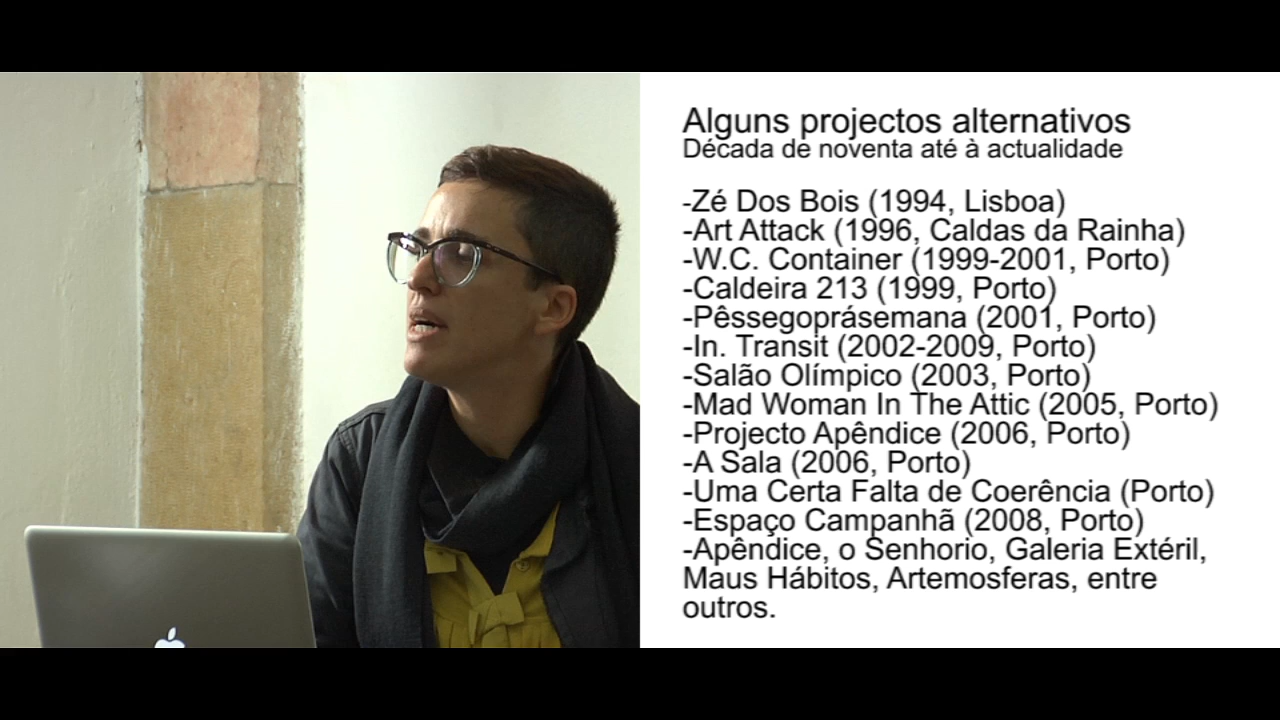 Alguns projectos alternativos
Década de noventa até à actualidade
-Zé Dos Bois (1994, Lisboa)
-Art Attack (1996, Caldas da Rainha)
-W.C. Container (1999-2001, Porto)
-Caldeira 213 (1999, Porto)
-Pêssegoprásemana (2001, Porto)
-In. Transit (2002-2009, Porto)
-Salão Olímpico (2003, Porto)
-Mad Woman In The Attic (2005, Porto)
-Projecto Apêndice (2006, Porto)
-A Sala (2006, Porto)
-Uma Certa Falta de Coerência (Porto)
-Espaço Campanhã (2008, Porto)
-Apêndice, o Senhorio, Galeria Extéril,
Maus Hábitos, Artemosferas, entre
outros.